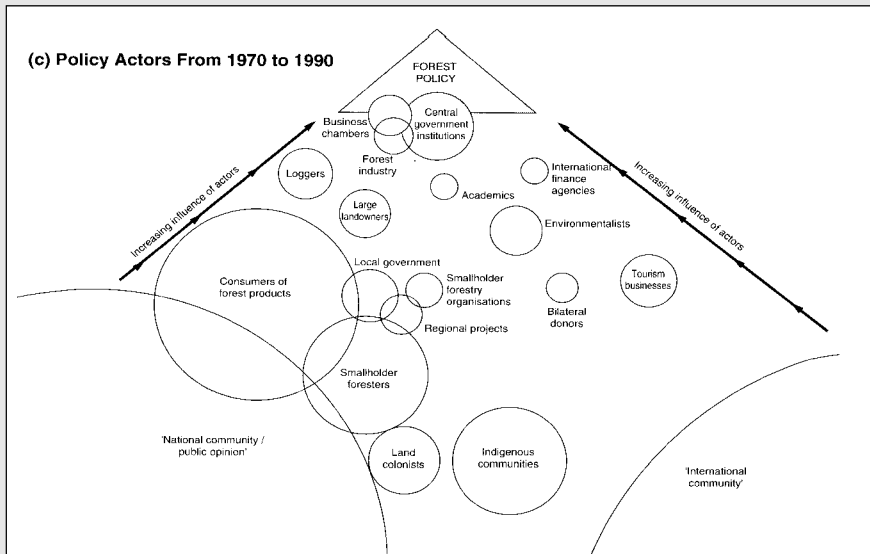 (c) Policy Actors From 1970 to 1990
FOREST
POLICY
Business
chambers
Central
government
institutions
Forest
industry
Loggers
International
finance
agencies
Academics
Large
landowners
Environmentalists
Increasing influence of actors
Increasing influence of actors
Local government
Consumers of
forest products
Smallholder
forestry
organisations
Tourism
businesses
Bilateral
donors
Regional projects
Smallholder
foresters
'National community /
public opinion'
Land
colonists
Indigenous
communities
'International
community'